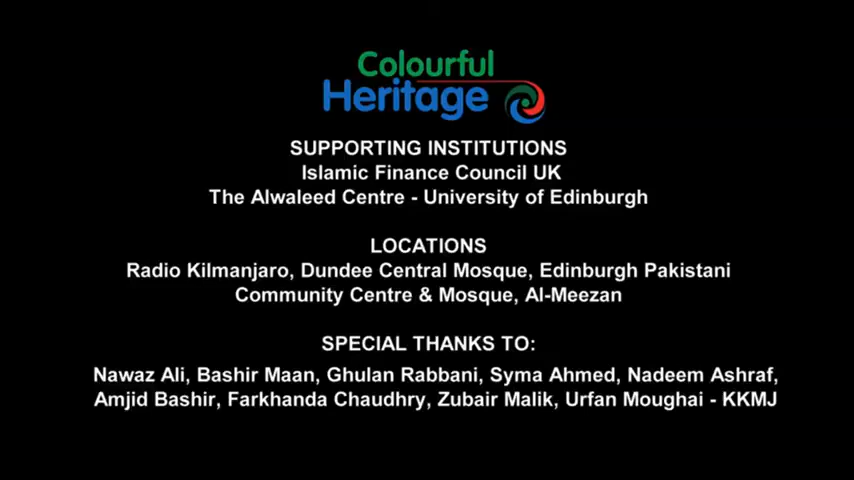 Colourful
Heritage
SUPPORTING INSTITUTIONS
Islamic Finance Council UK
The Alwaleed Centre - University of Edinburgh
LOCATIONS
Radio Kilmanjaro, Dundee Central Mosque, Edinburgh Pakistani
Community Centre & Mosque, Al-Meezan
SPECIAL THANKS TO:
Nawaz Ali, Bashir Maan, Ghulan Rabbani, Syma Ahmed, Nadeem Ashraf,
Amjid Bashir, Farkhanda Chaudhry, Zubair Malik, Urfan Moughal - KKMJ